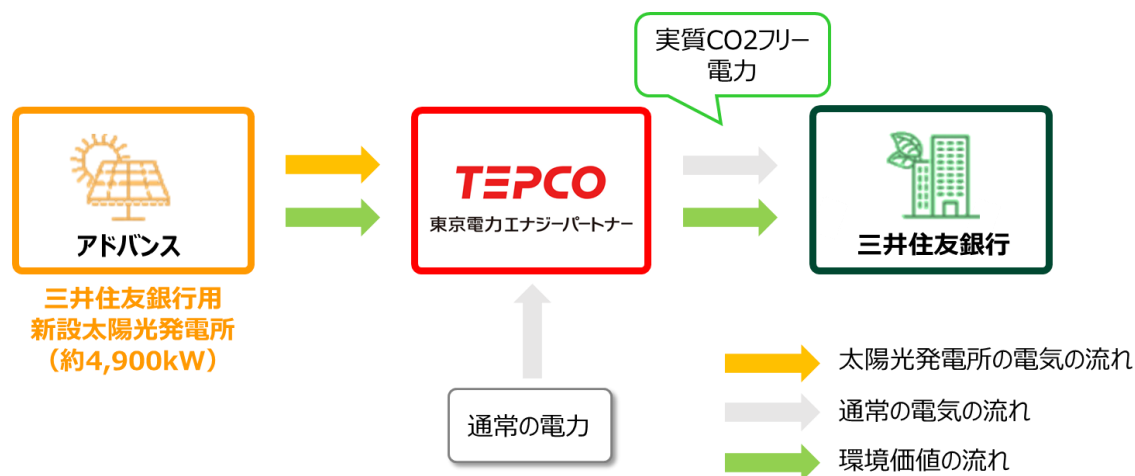 実質CO2フリー
電力
アドバンス
TEPCO
東京電力エナジーパートナー
三井住友銀行
三井住友銀行用
新設太陽光発電所
（約4,900kW）
通常の電力
太陽光発電所の電気の流れ
通常の電気の流れ
環境価値の流れ